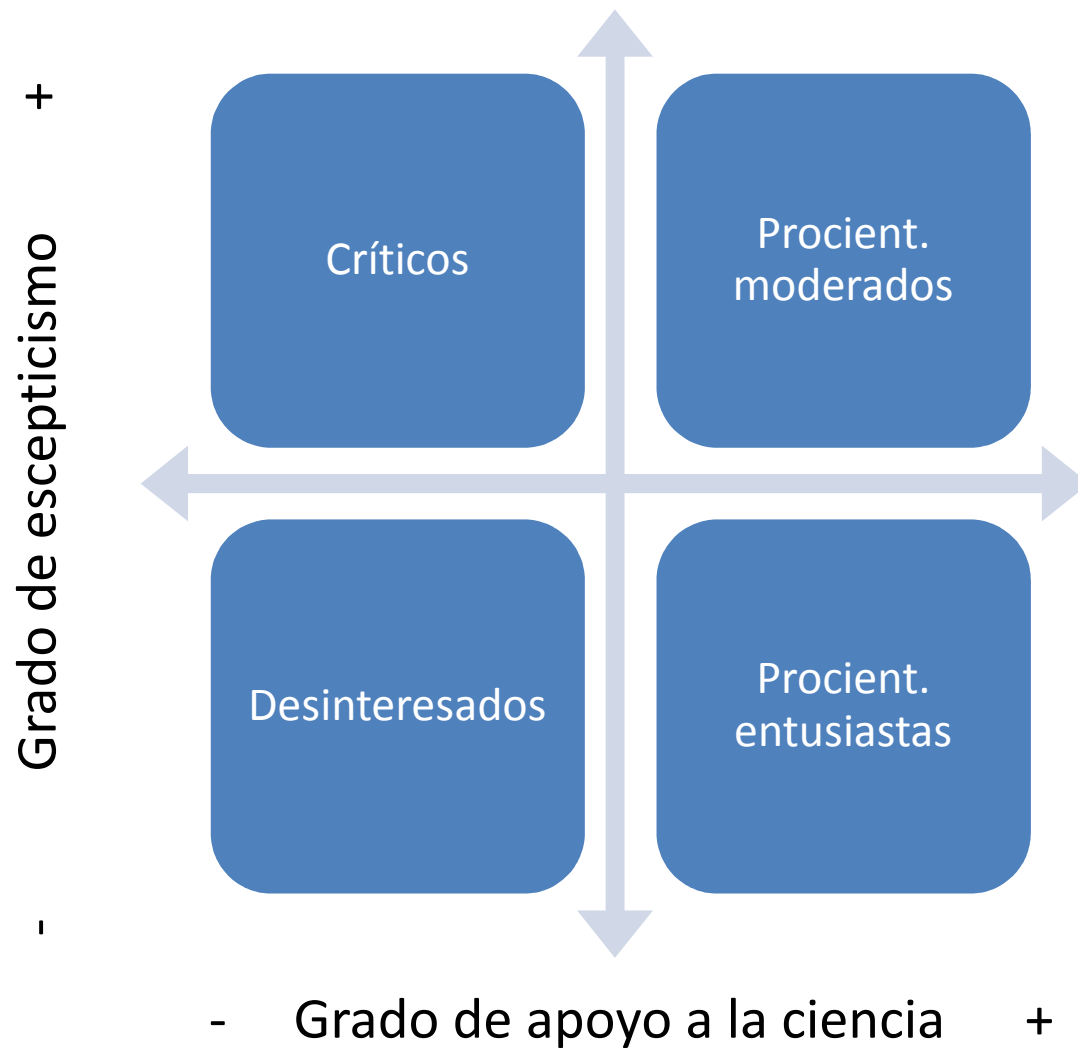 +
Grado de escepticismo
-
Críticos
Procient.
moderados
Desinteresados
Procient.
entusiastas
- Grado de apoyo a la ciencia +